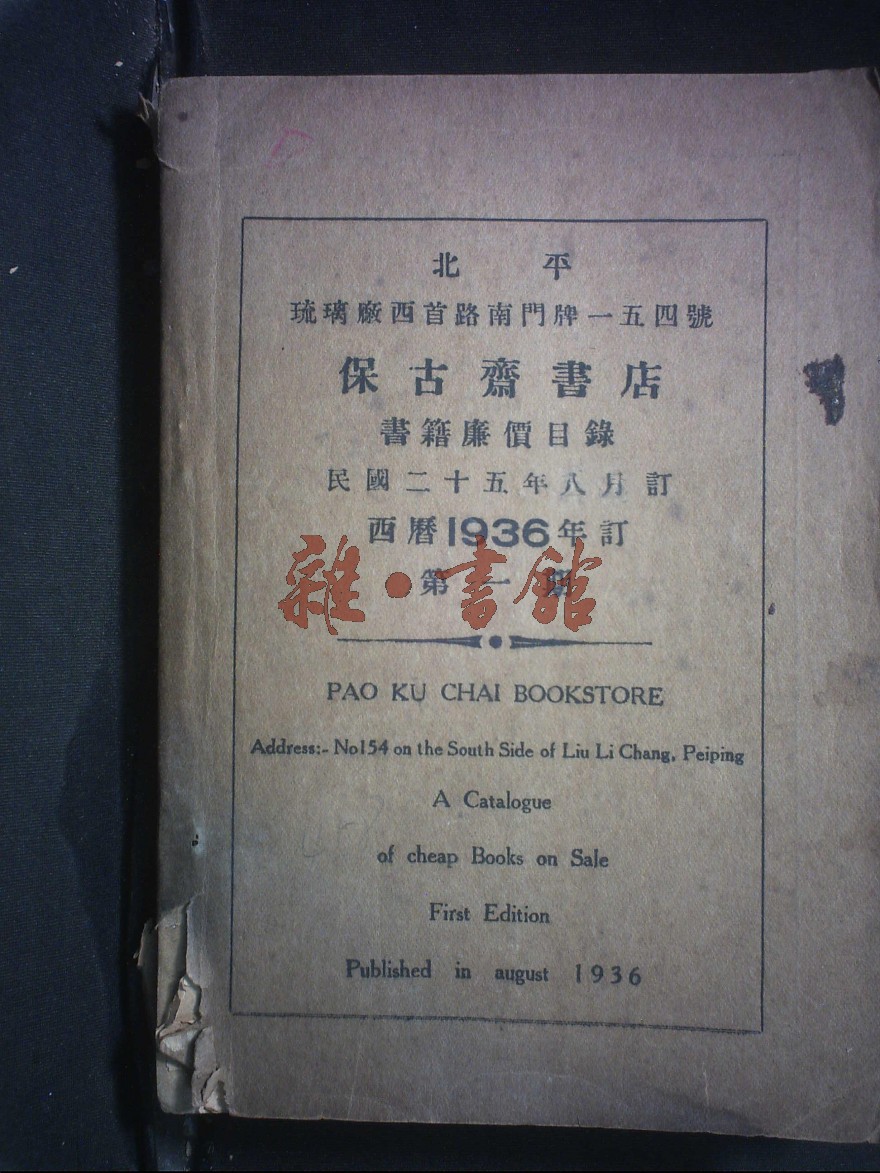 北 平
琉璃廠西首路南門牌一五四號
保古齋書店
書籍廉價目錄
民國二十五年八月訂
西曆1936年訂
第一期
雜·書館
PAO KU CHAI BOOKSTORE
Address:- No154 on the South Side of Liu Li Chang, Peiping
A Catalogue
of cheap Books on Sale
First Edition
Published in august 1936